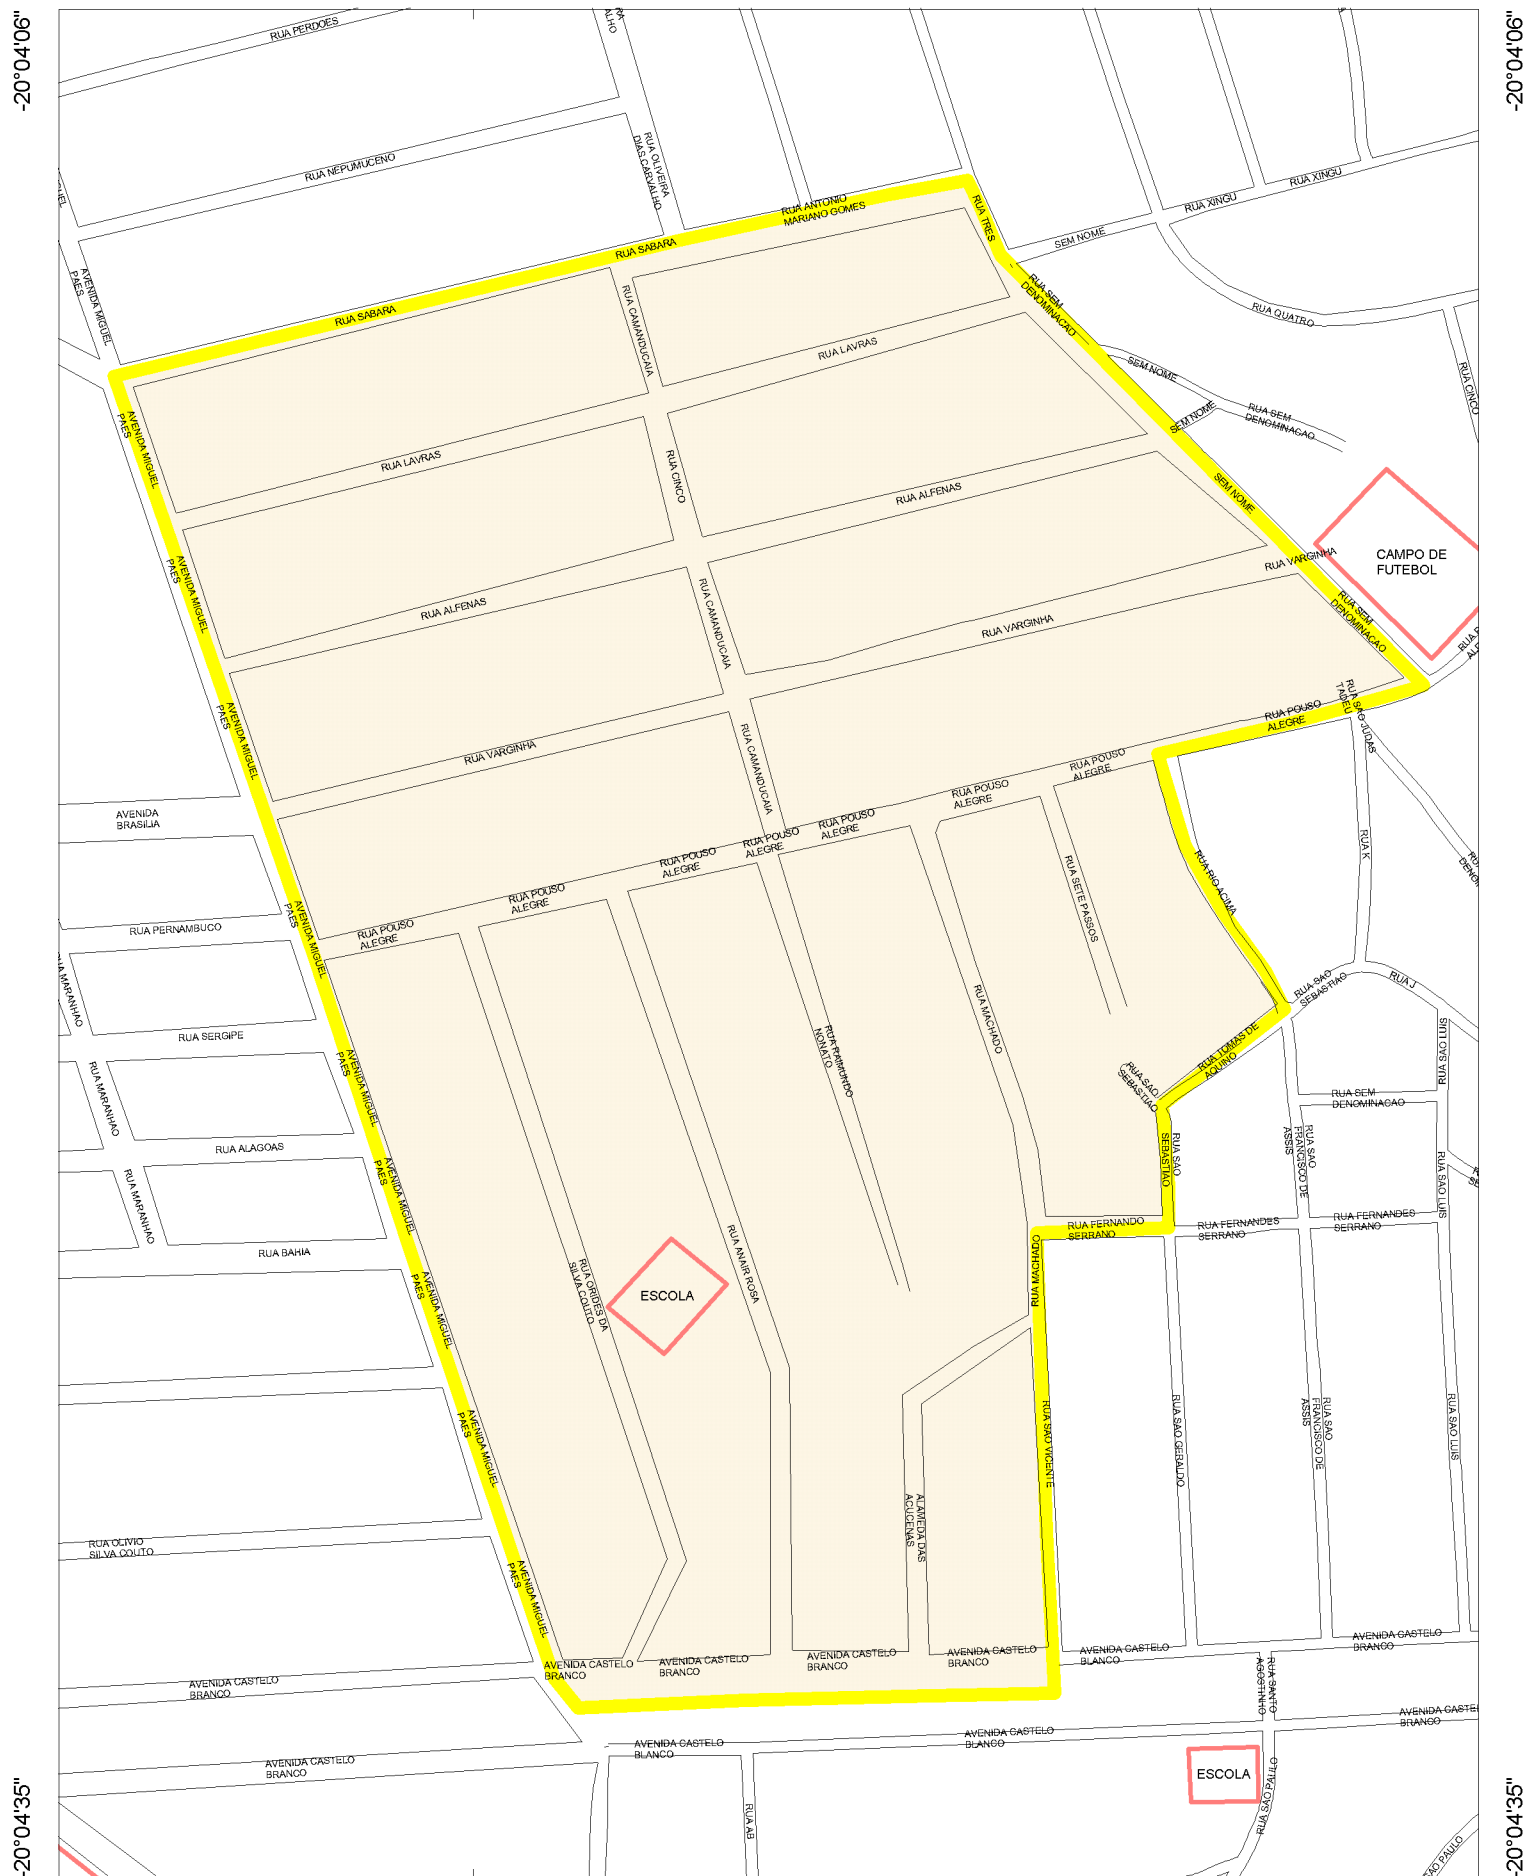 -20°04'06"
-20°04'06"
RUA PERDOES
RUA NEPUMUCENO
RUA OLIVEIRA
DIAS CARVALHO
RUA ANTONIO
MARIANO GOMES
RUA TRES
RUA XINGU
RUA XINGU
SEM NOME
RUA SABARA
RUA SABARA
AVENIDA MIGUEL
PAES
RUA CAMANDUCAIA
RUA SEM
DENOMINACAO
RUA QUATRO
RUA LAVRAS
SEM NOME
RUA CINCO
SEM NOME
RUA SEM
DENOMINACAO
AVENIDA MIGUEL
PAES
RUA LAVRAS
RUA CINCO
RUA ALFENAS
SEM NOME
CAMPO DE
FUTEBOL
RUA VARGINHA
AVENIDA MIGUEL
PAES
RUA ALFENAS
RUA CAMANDUCAIA
RUA VARGINHA
RUA SEM
DENOMINACAO
RUA SAO JUDAS
TADEU
RUA POUSO
ALEGRE
AVENIDA MIGUEL
PAES
RUA VARGINHA
RUA CAMANDUCAIA
RUA POUSO
ALEGRE
RUA POUSO
ALEGRE
RUA POUSO
ALEGRE
RUA POUSO
ALEGRE
RUA POUSO
ALEGRE
RUA POUSO
ALEGRE
RUA POUSO
ALEGRE
AVENIDA
BRASILIA
RUA K
RUA RIO ACIMA
RUA SETE PASSOS
RUA PERNAMBUCO
AVENIDA MIGUEL
PAES
RUA MARANHAO
RUA SERGIPE
RUA MACHADO
RUA SAO
SEBASTIAO
RUA J
RUA SAO LUIS
RUA RAIMUNDO
NONATO
RUA TOMAS DE
AQUINO
RUA SAO
SEBASTIAO
RUA SEM
DENOMINACAO
AVENIDA MIGUEL
PAES
RUA MARANHAO
RUA ALAGOAS
RUA SAO
SEBASTIAO
RUA SAO
FRANCISCO DE
ASSIS
RUA SAO LUIS
AVENIDA MIGUEL
PAES
RUA MARANHAO
RUA BAHIA
RUA FERNANDO
SERRANO
RUA FERNANDES
SERRANO
RUA FERNANDES
SERRANO
RUA MACHADO
RUA ANAIR ROSA
RUA ORIDES DA
SILVA COUTO
ESCOLA
AVENIDA MIGUEL
PAES
RUA SAO VICENTE
RUA SAO GERALDO
RUA SAO
FRANCISCO DE
ASSIS
RUA SAO LUIS
AVENIDA MIGUEL
PAES
ALAMEDA DAS
ACUCENAS
RUA OLIVIO
SILVA COUTO
AVENIDA MIGUEL
PAES
AVENIDA CASTELO
BRANCO
AVENIDA CASTELO
BRANCO
AVENIDA CASTELO
BRANCO
AVENIDA CASTELO
BRANCO
AVENIDA CASTELO
BRANCO
AVENIDA CASTELO
BLANCO
AVENIDA CASTELO
BRANCO
RUA SANTO
AGOSTINHO
AVENIDA CASTELO
BRANCO
AVENIDA CASTELO
BLANCO
AVENIDA CASTELO
BLANCO
BRANCO
ESCOLA
RUA SAO PAULO
RUA AB
-20°04'35"
-20°04'35"